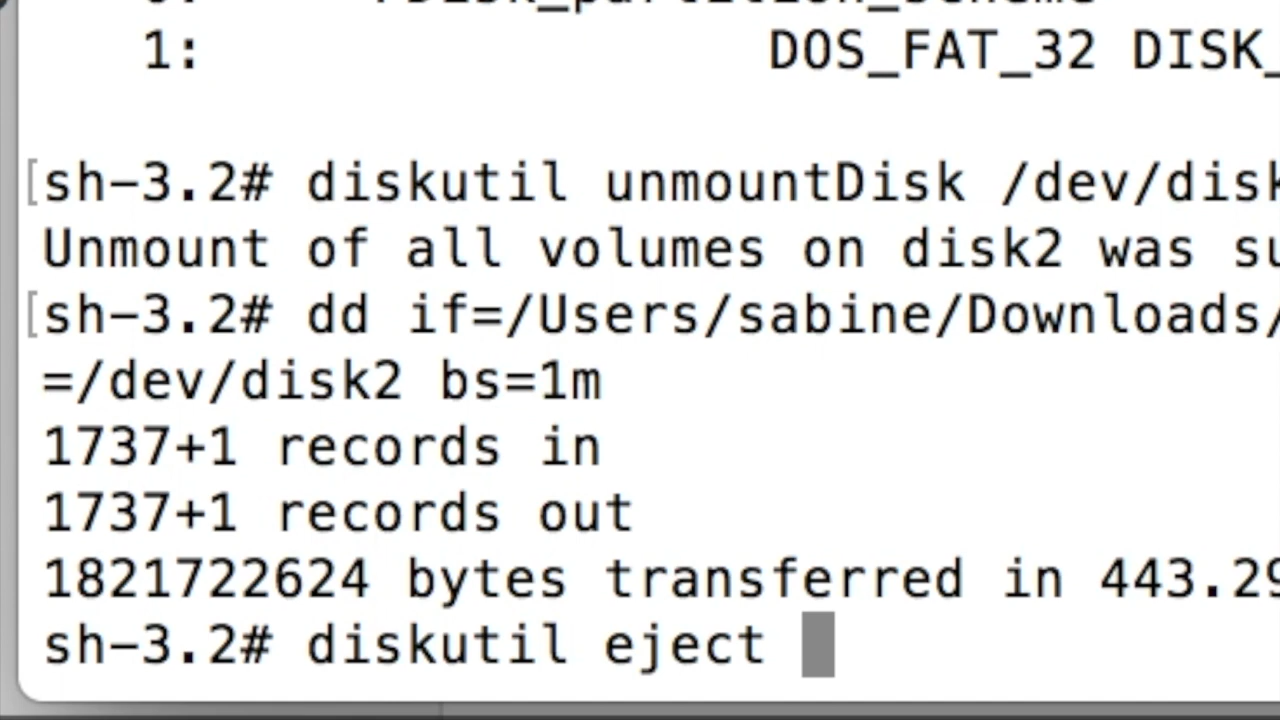 1: DOS_FAT_32 DISK_
[sh-3.2# diskutil unmountDisk /dev/disk
Unmount of all volumes on disk2 was su
[sh-3.2# dd if=/Users/sabine/Downloads/
=/dev/disk2 bs=1m
1737+1 records in
1737+1 records out
1821722624 bytes transferred in 443.29
sh-3.2# diskutil eject